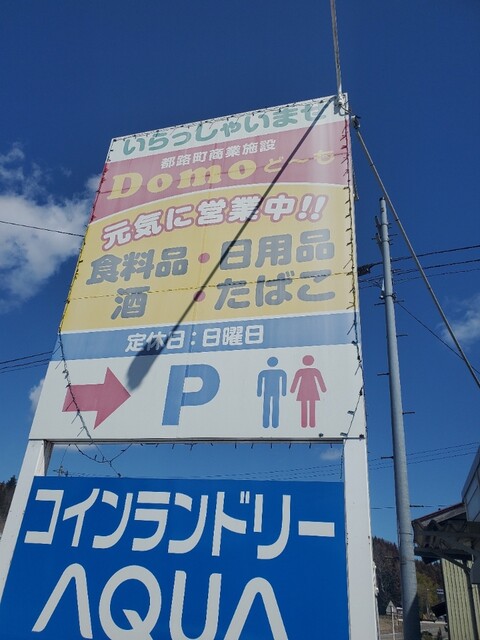 いらっしゃいませ
都路町商業施設
Domo ど〜も
元気に営業中!!
食料品・日用品
酒・たばこ
定休日:日曜日
P
コインランドリー
AQUA